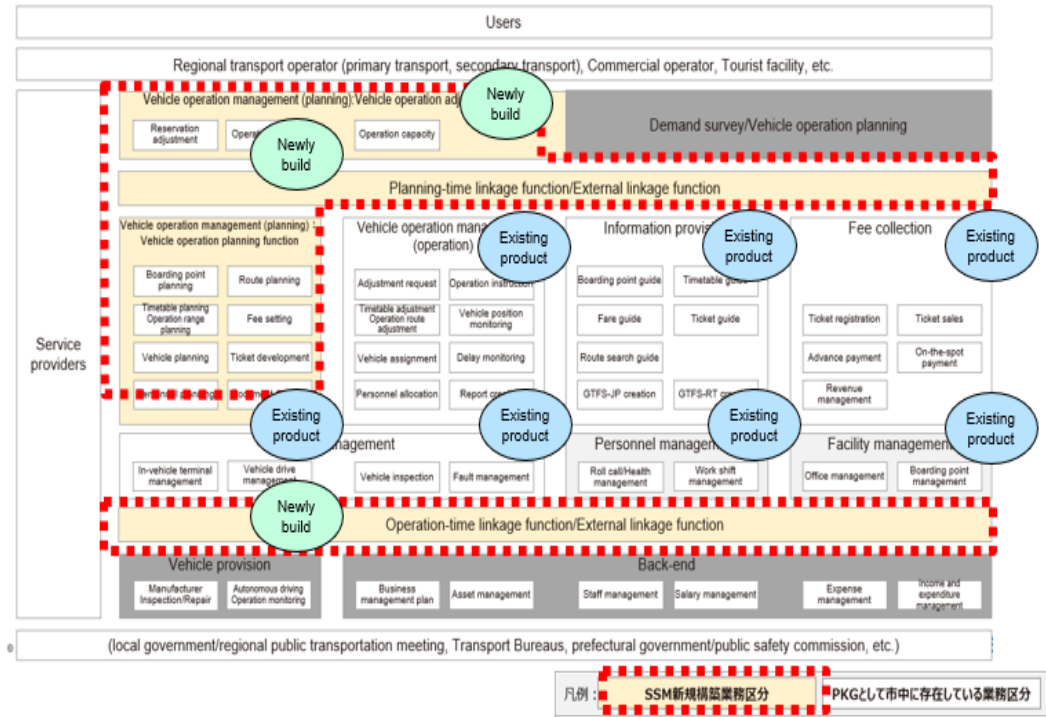 Users
Regional transport operator (primary transport, secondary transport), Commercial operator, Tourist facility, etc.
Service
providers
Vehicle operation management (planning):Vehicle operation
Newly
build
Reservation
adjustment
Newly
build
Operation capacity
Demand survey/Vehicle operation planning
Planning-time linkage function/External linkage function
Vehicle operation management (planning) :
Vehicle operation planning function
Boarding point
planning
Route planning
Timetable planning
Operation range
planning
Fee setting
Vehicle planning
Ticket development
Existing
product
Vehicle operation
(operation)
Existing
product
Adjustment request
Operation instruction
Timetable adjustment
Operation route
adjustment
Vehicle position
monitoring
Vehicle assignment
Delay monitoring
Personnel allocation
Report
Existing
product
Information
Existing
product
Boarding point guide
Timetable
Fare guide
Ticket guide
Route search guide
GTFS-JP creation
GTFS-RT
Existing
product
Fee collection
Existing
product
Ticket registration
Ticket sales
Advance payment
On-the-spot
payment
Revenue
management
Existing
product
In-vehicle terminal
management
Vehicle drive
management
Vehicle inspection
Fault management
Personnel
Roll call/Health
management
Work shift
management
Facility management
Office management
Boarding point
management
Newly
build
Operation-time linkage function/External linkage function
Vehicle provision
Manufacturer
Inspection/Repair
Autonomous driving
Operation monitoring
Back-end
Business
management plan
Asset management
Staff management
Salary management
Expense
management
Income and
expenditure
management
(local government/regional public transportation meeting, Transport Bureaus, prefectural government/public safety commission, etc.)
凡例：
SSM新規構築業務区分
PKGとして市中に存在している業務区分